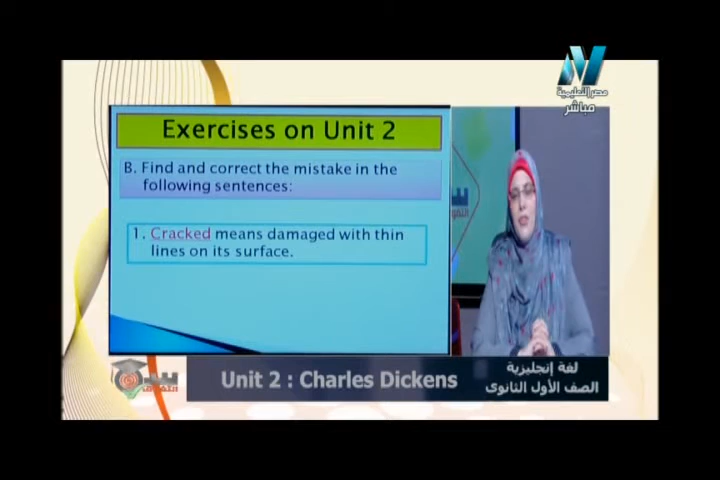 مصر التعليمية
مباشر
Exercises on Unit 2
B. Find and correct the mistake in the
following sentences:
1. Cracked means damaged with thin
lines on its surface.
Unit 2 : Charles Dickens
لغة إنجليزية
الصف الأول الثانوى